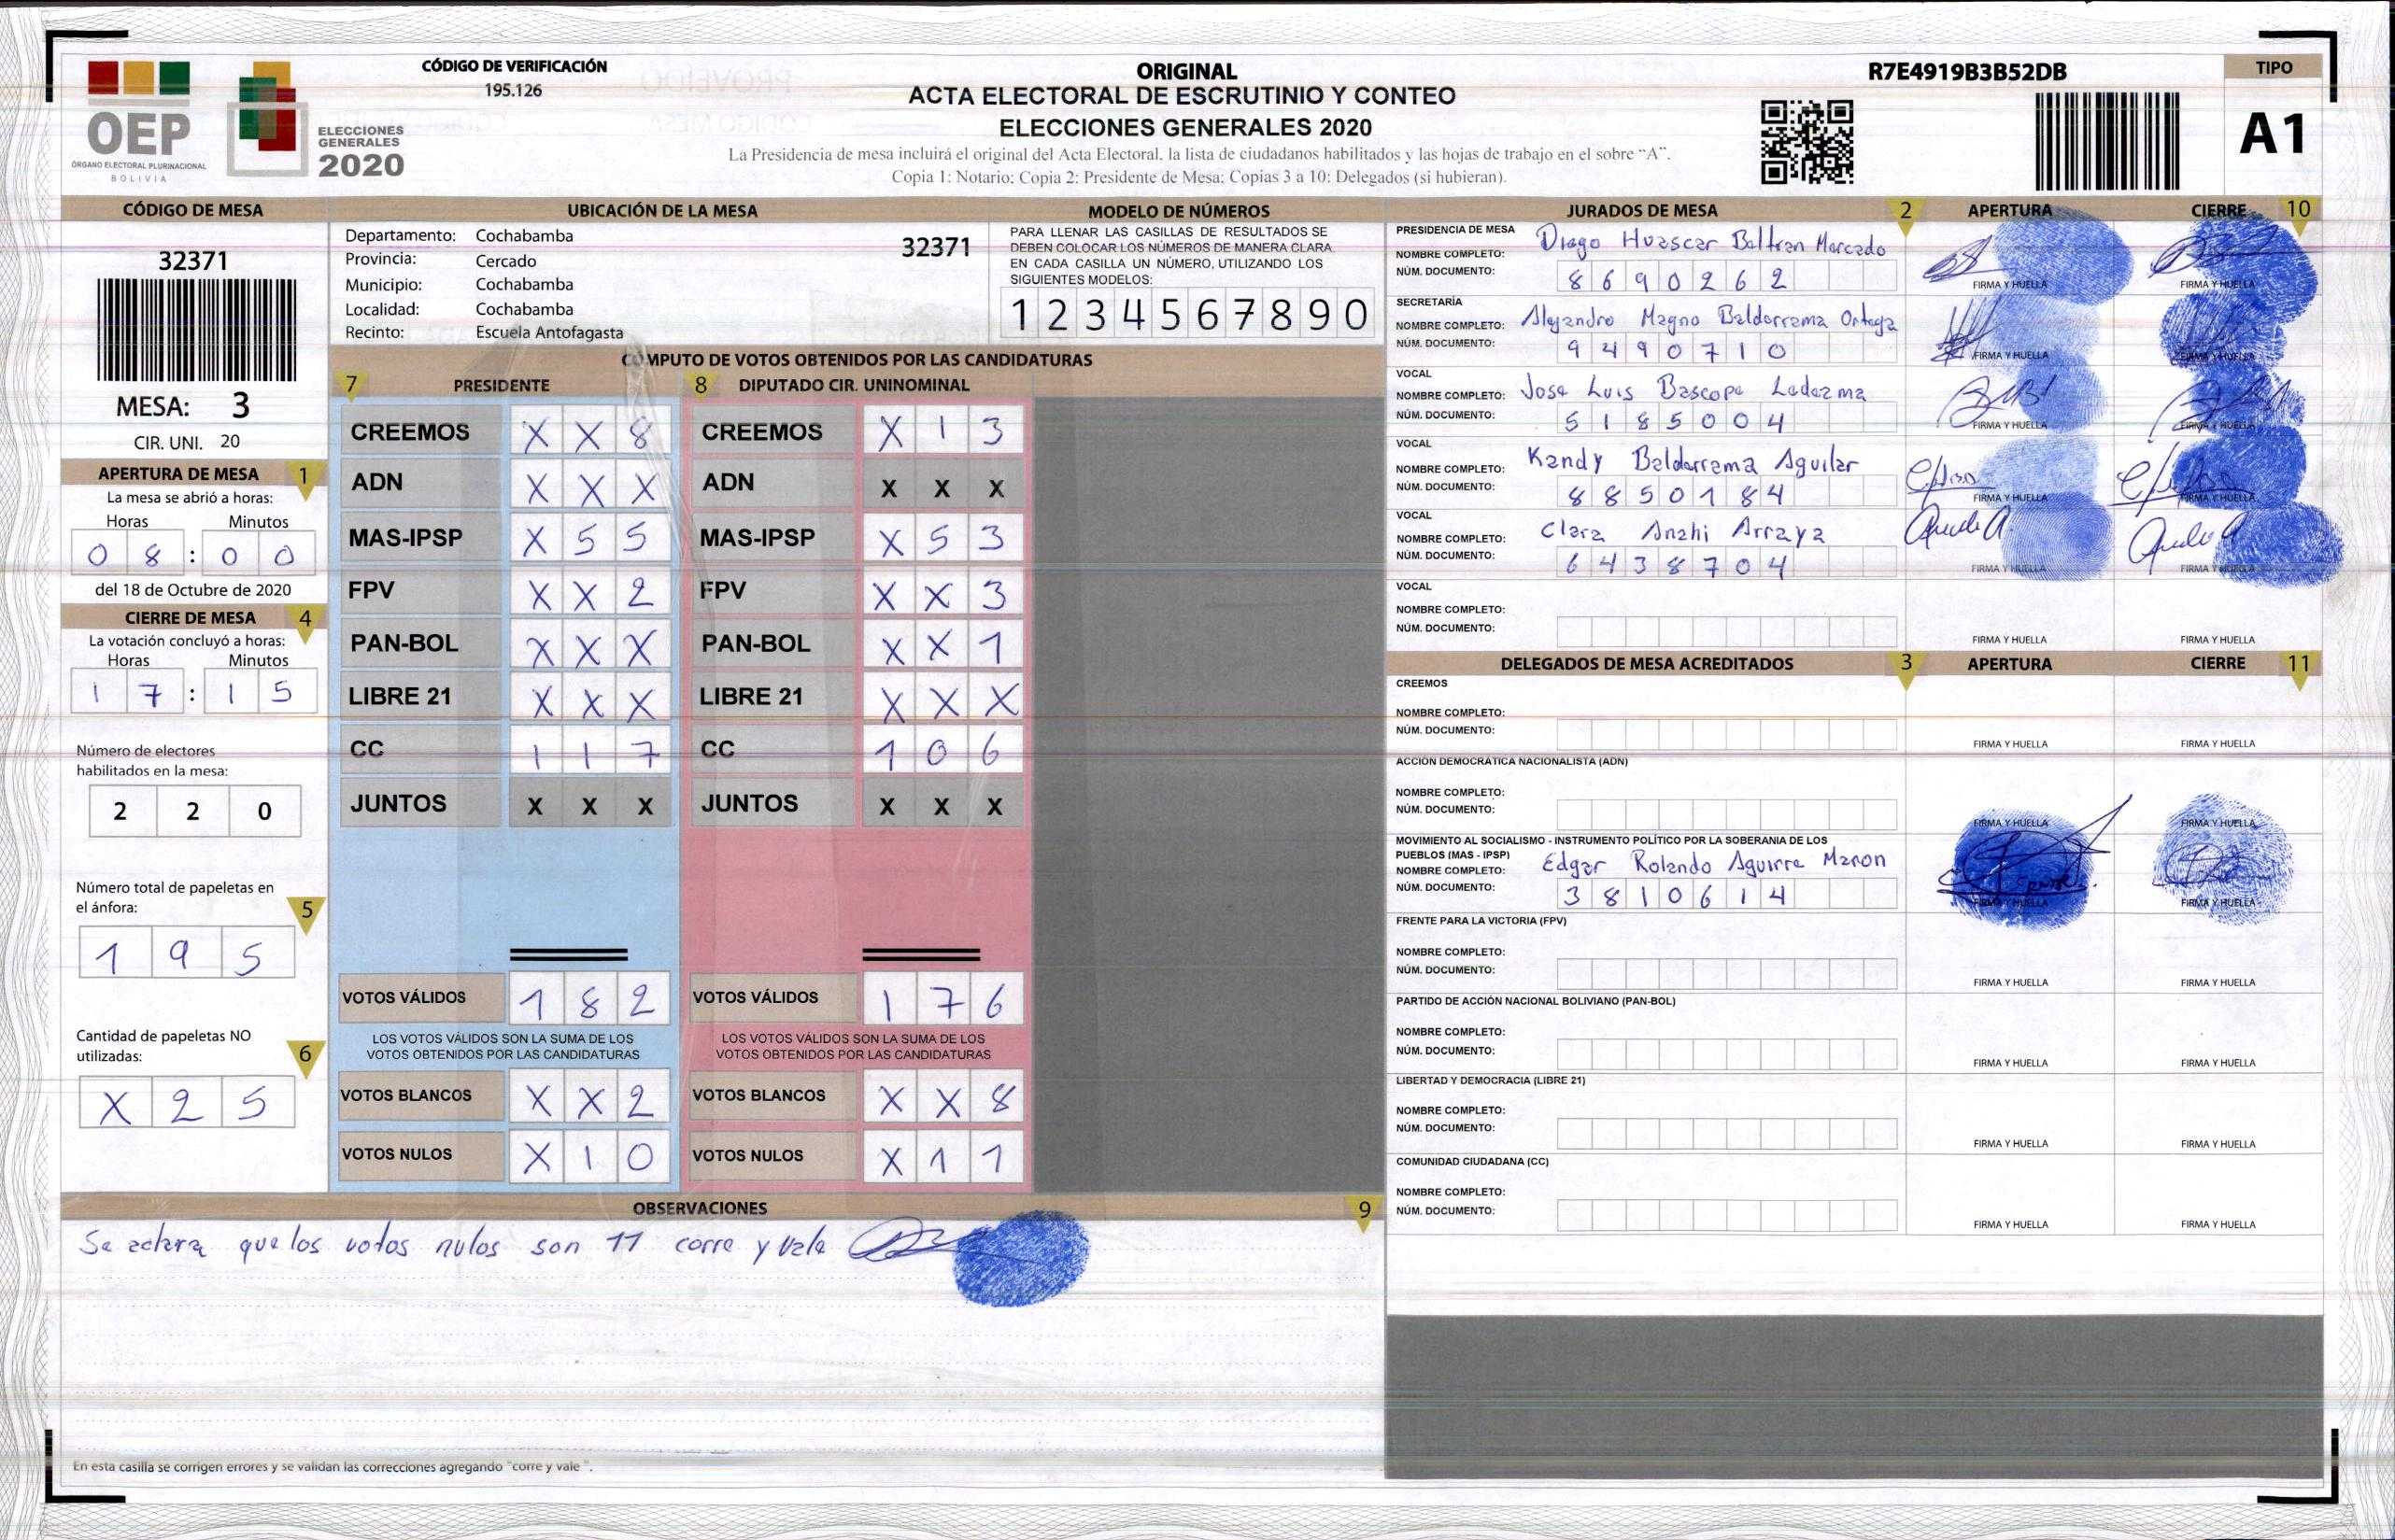 CÓDIGO DE VERIFICACIÓN
195.126
OEP
ÓRGANO ELECTORAL PLURINACIONAL
BOLIVIA
ELECCIONES
GENERALES
2020
ORIGINAL
ACTA ELECTORAL DE ESCRUTINIO Y CONTEO
ELECCIONES GENERALES 2020
La Presidencia de mesa incluirá el original del Acta Electoral, la lista de ciudadanos habilitados y las hojas de trabajo en el sobre "A".
Copia 1: Notario; Copia 2: Presidente de Mesa; Copias 3 a 10: Delegados (si hubieran).
R7E4919B3B52DB
TIPO
A1
CÓDIGO DE MESA
32371
MESA: 3
CIR. UNI. 20
APERTURA DE MESA 1
La mesa se abrió a horas:
Horas Minutos
0 8 : 0 0
del 18 de Octubre de 2020
CIERRE DE MESA 4
La votación concluyó a horas:
Horas Minutos
1 7 : 1 5
Número de electores
habilitados en la mesa:
2 2 0
Número total de papeletas en
el ánfora: 5
1 9 5
Cantidad de papeletas NO
utilizadas: 6
X 2 5
UBICACIÓN DE LA MESA
Departamento: Cochabamba 32371
Provincia: Cercado
Municipio: Cochabamba
Localidad: Cochabamba
Recinto: Escuela Antofagasta
MODELO DE NÚMEROS
PARA LLENAR LAS CASILLAS DE RESULTADOS SE
DEBEN COLOCAR LOS NÚMEROS DE MANERA CLARA.
EN CADA CASILLA UN NÚMERO, UTILIZANDO LOS
SIGUIENTES MODELOS:
1 2 3 4 5 6 7 8 9 0
CÓMPUTO DE VOTOS OBTENIDOS POR LAS CANDIDATURAS
7 PRESIDENTE
CREEMOS X X 8
ADN X X X
MAS-IPSP X 5 5
FPV X X 2
PAN-BOL X X X
LIBRE 21 X X X
CC 1 1 7
JUNTOS X X X
VOTOS VÁLIDOS 1 8 2
LOS VOTOS VÁLIDOS SON LA SUMA DE LOS
VOTOS OBTENIDOS POR LAS CANDIDATURAS
VOTOS BLANCOS X X 2
VOTOS NULOS X 1 0
8 DIPUTADO CIR. UNINOMINAL
CREEMOS X 1 3
ADN X X X
MAS-IPSP X 5 3
FPV X X 3
PAN-BOL X X 1
LIBRE 21 X X X
CC 1 0 6
JUNTOS X X X
VOTOS VÁLIDOS 1 7 6
LOS VOTOS VÁLIDOS SON LA SUMA DE LOS
VOTOS OBTENIDOS POR LAS CANDIDATURAS
VOTOS BLANCOS X X 8
VOTOS NULOS X 1 1
OBSERVACIONES 9
Se aclara que los votos nulos son 11 corre y vale
En esta casilla se corrigen errores y se validan las correcciones agregando "corre y vale ".
JURADOS DE MESA 2 APERTURA CIERRE 10
PRESIDENCIA DE MESA
NOMBRE COMPLETO: Diego Huascar Beltran Mercado
NÚM. DOCUMENTO: 8 6 9 0 2 6 2
FIRMA Y HUELLA FIRMA Y HUELLA
SECRETARÍA
NOMBRE COMPLETO: Alejandro Magno Balderrama Ortega
NÚM. DOCUMENTO: 9 4 9 0 7 1 0
FIRMA Y HUELLA FIRMA Y HUELLA
VOCAL
NOMBRE COMPLETO: Jose Luis Bascope Ledezma
NÚM. DOCUMENTO: 5 1 8 5 0 0 4
FIRMA Y HUELLA FIRMA Y HUELLA
VOCAL
NOMBRE COMPLETO: Kandy Balderrama Aguilar
NÚM. DOCUMENTO: 8 8 5 0 1 8 4
FIRMA Y HUELLA FIRMA Y HUELLA
VOCAL
NOMBRE COMPLETO: Clara Anahi Arraya
NÚM. DOCUMENTO: 6 4 3 8 7 0 4
FIRMA Y HUELLA FIRMA Y HUELLA
VOCAL
NOMBRE COMPLETO:
NÚM. DOCUMENTO:
FIRMA Y HUELLA FIRMA Y HUELLA
DELEGADOS DE MESA ACREDITADOS 3 APERTURA CIERRE 11
CREEMOS
NOMBRE COMPLETO:
NÚM. DOCUMENTO:
FIRMA Y HUELLA FIRMA Y HUELLA
ACCIÓN DEMOCRÁTICA NACIONALISTA (ADN)
NOMBRE COMPLETO:
NÚM. DOCUMENTO:
FIRMA Y HUELLA FIRMA Y HUELLA
MOVIMIENTO AL SOCIALISMO - INSTRUMENTO POLÍTICO POR LA SOBERANIA DE LOS
PUEBLOS (MAS - IPSP)
NOMBRE COMPLETO: Edgar Rolando Aguirre Maron
NÚM. DOCUMENTO: 3 8 1 0 6 1 4
FIRMA Y HUELLA FIRMA Y HUELLA
FRENTE PARA LA VICTORIA (FPV)
NOMBRE COMPLETO:
NÚM. DOCUMENTO:
FIRMA Y HUELLA FIRMA Y HUELLA
PARTIDO DE ACCIÓN NACIONAL BOLIVIANO (PAN-BOL)
NOMBRE COMPLETO:
NÚM. DOCUMENTO:
FIRMA Y HUELLA FIRMA Y HUELLA
LIBERTAD Y DEMOCRACIA (LIBRE 21)
NOMBRE COMPLETO:
NÚM. DOCUMENTO:
FIRMA Y HUELLA FIRMA Y HUELLA
COMUNIDAD CIUDADANA (CC)
NOMBRE COMPLETO:
NÚM. DOCUMENTO:
FIRMA Y HUELLA FIRMA Y HUELLA